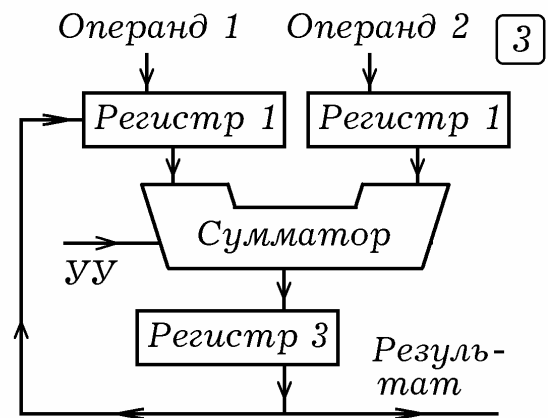 Операнд 1
Операнд 2
3
Регистр 1
Регистр 1
Сумматор
УУ
Регистр 3
Резуль-
тат